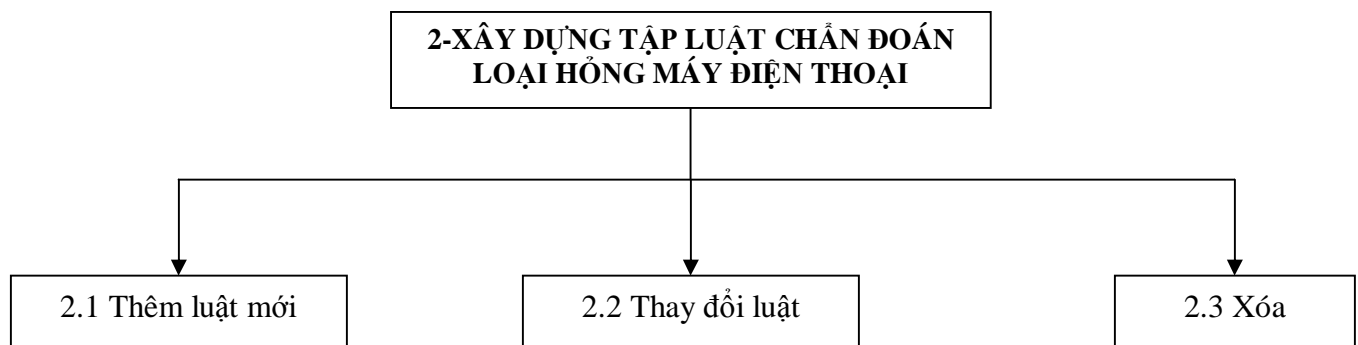 2-XÂY DỰNG TẬP LUẬT CHẨN ĐOÁN
LOẠI HỎNG MÁY ĐIỆN THOẠI
2.1 Thêm luật mới
2.2 Thay đổi luật
2.3 Xóa